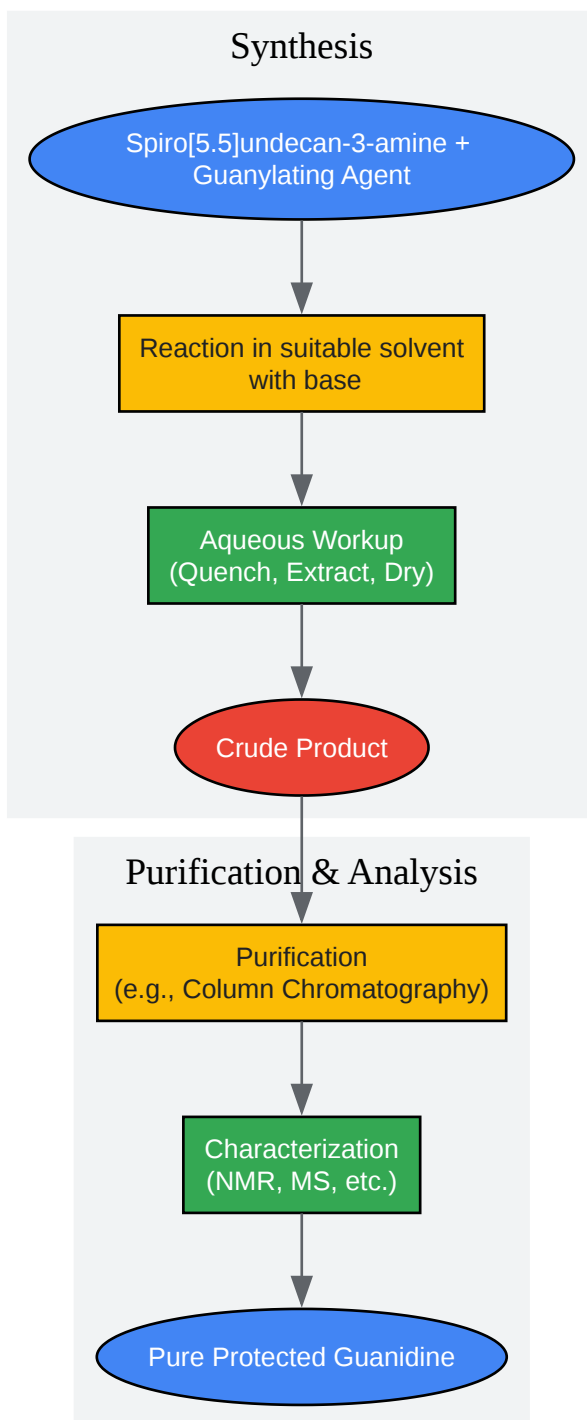 Synthesis
Spiro[5.5]undecan-3-amine +
Guanylating Agent
Reaction in suitable solvent
with base
Aqueous Workup
(Quench, Extract, Dry)
Crude Product
Purification & Analysis
Purification
(e.g., Column Chromatography)
Characterization
(NMR, MS, etc.)
Pure Protected Guanidine